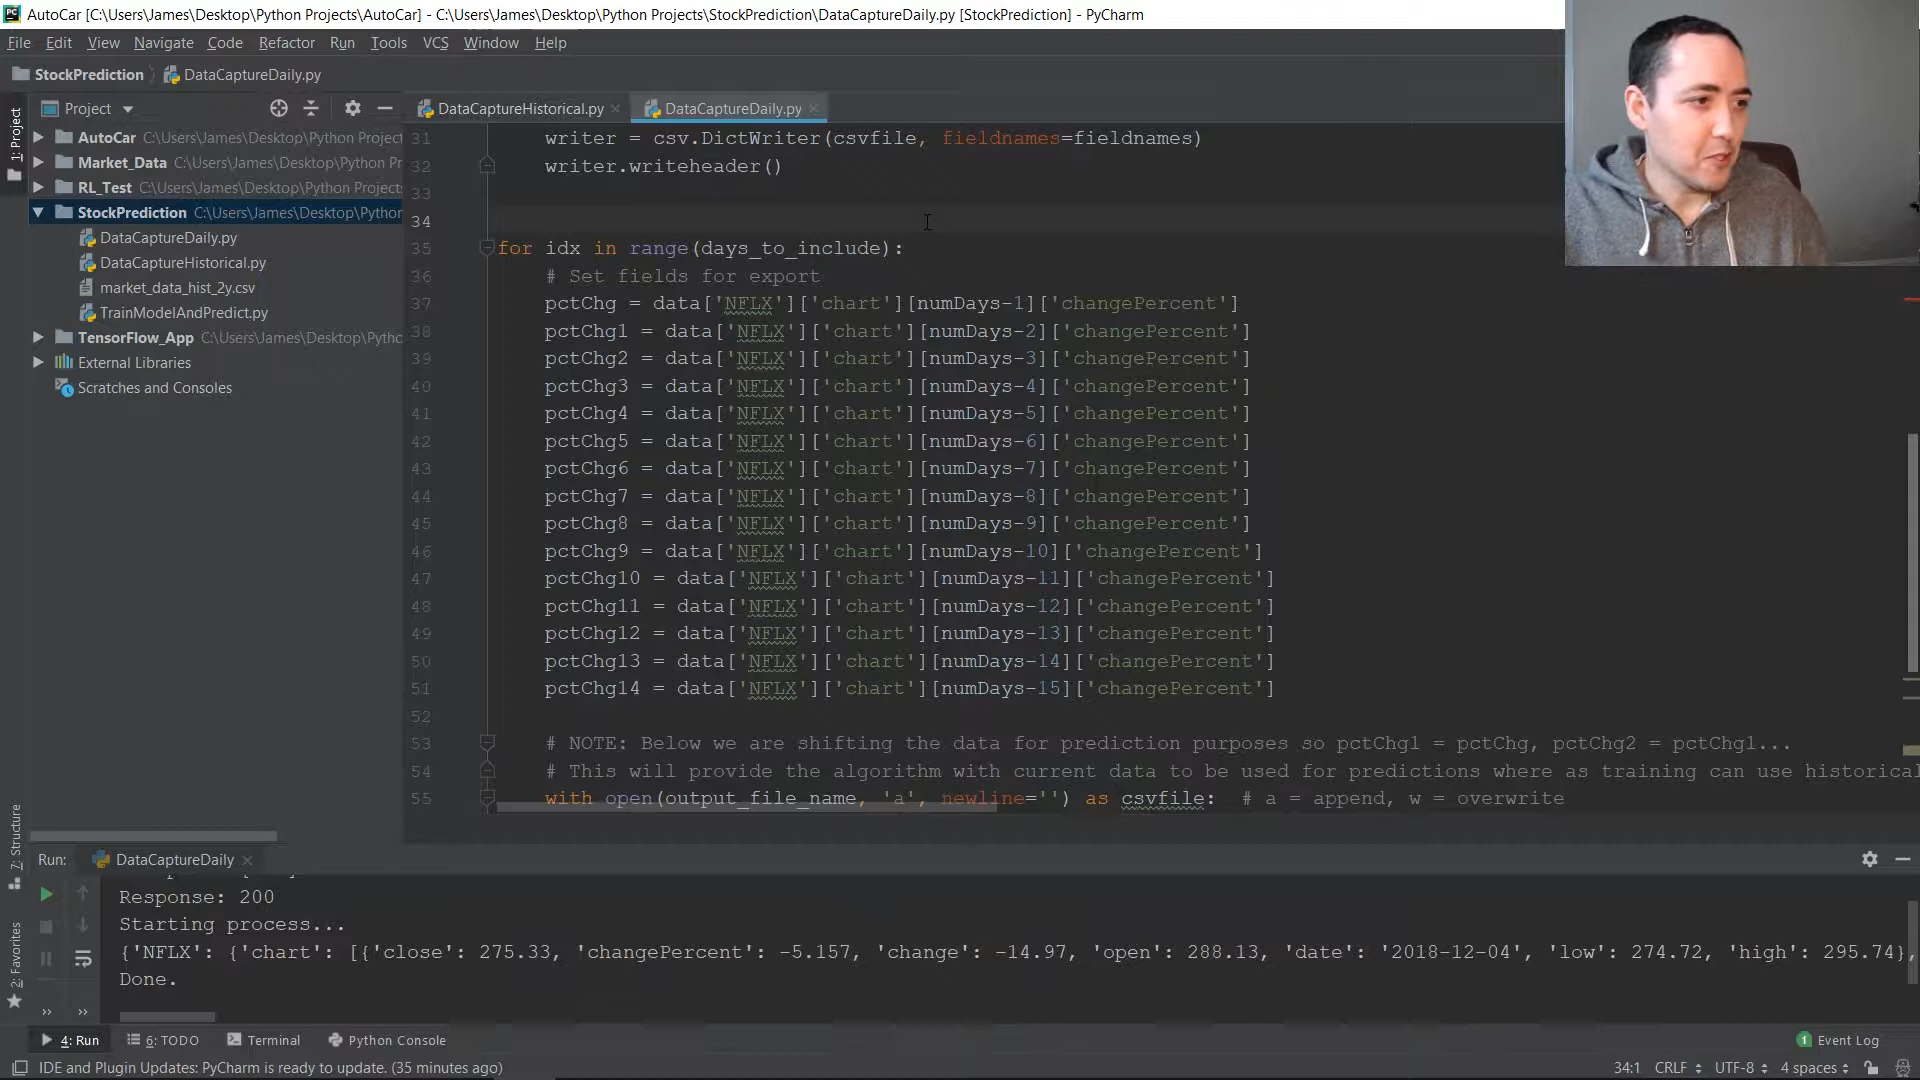 AutoCar [C:\Users\James\Desktop\Python Projects\AutoCar] - C:\Users\James\Desktop\Python Projects\StockPrediction\DataCaptureDaily.py [StockPrediction] - PyCharm
File Edit View Navigate Code Refactor Run Tools VCS Window Help
StockPrediction DataCaptureDaily.py
Project
DataCaptureHistorical.py DataCaptureDaily.py
1: Project
AutoCar C:\Users\James\Desktop\Python Project
Market_Data C:\Users\James\Desktop\Python
RL_Test C:\Users\James\Desktop\Python Projects
StockPrediction C:\Users\James\Desktop\Python
DataCaptureDaily.py
DataCaptureHistorical.py
market_data_hist_2y.csv
TrainModelAndPredict.py
TensorFlow_App C:\Users\James\Desktop\Pytho
External Libraries
Scratches and Consoles
31 writer = csv.DictWriter(csvfile, fieldnames=fieldnames)
32 writer.writeheader()
33
34
35 for idx in range(days_to_include):
36 # Set fields for export
37 pctChg = data['NFLX']['chart'][numDays-1]['changePercent']
38 pctChg1 = data['NFLX']['chart'][numDays-2]['changePercent']
39 pctChg2 = data['NFLX']['chart'][numDays-3]['changePercent']
40 pctChg3 = data['NFLX']['chart'][numDays-4]['changePercent']
41 pctChg4 = data['NFLX']['chart'][numDays-5]['changePercent']
42 pctChg5 = data['NFLX']['chart'][numDays-6]['changePercent']
43 pctChg6 = data['NFLX']['chart'][numDays-7]['changePercent']
44 pctChg7 = data['NFLX']['chart'][numDays-8]['changePercent']
45 pctChg8 = data['NFLX']['chart'][numDays-9]['changePercent']
46 pctChg9 = data['NFLX']['chart'][numDays-10]['changePercent']
47 pctChg10 = data['NFLX']['chart'][numDays-11]['changePercent']
48 pctChg11 = data['NFLX']['chart'][numDays-12]['changePercent']
49 pctChg12 = data['NFLX']['chart'][numDays-13]['changePercent']
50 pctChg13 = data['NFLX']['chart'][numDays-14]['changePercent']
51 pctChg14 = data['NFLX']['chart'][numDays-15]['changePercent']
52
53 # NOTE: Below we are shifting the data for prediction purposes so pctChg1 = pctChg, pctChg2 = pctChg1...
54 # This will provide the algorithm with current data to be used for predictions where as training can use historical
55 with open(output_file_name, 'a', newline='') as csvfile: # a = append, w = overwrite
7: Structure
2: Favorites
Run: DataCaptureDaily
Response: 200
Starting process...
{'NFLX': {'chart': [{'close': 275.33, 'changePercent': -5.157, 'change': -14.97, 'open': 288.13, 'date': '2018-12-04', 'low': 274.72, 'high': 295.74},
Done.
4: Run 6: TODO Terminal Python Console 1 Event Log
IDE and Plugin Updates: PyCharm is ready to update. (35 minutes ago) 34:1 CRLF UTF-8 4 spaces